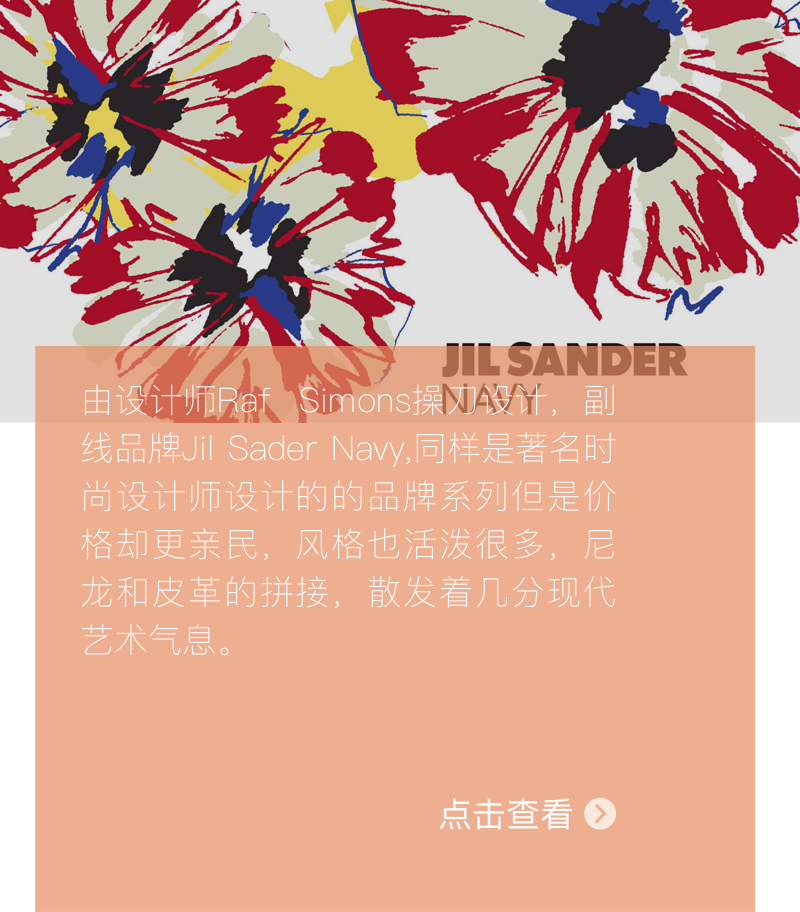 JIL SANDER
NAVY
由设计师Raf Simons操刀设计，副
线品牌Jil Sader Navy,同样是著名时
尚设计师设计的的品牌系列但是价
格却更亲民，风格也活泼很多，尼
龙和皮革的拼接，散发着几分现代
艺术气息。
点击查看